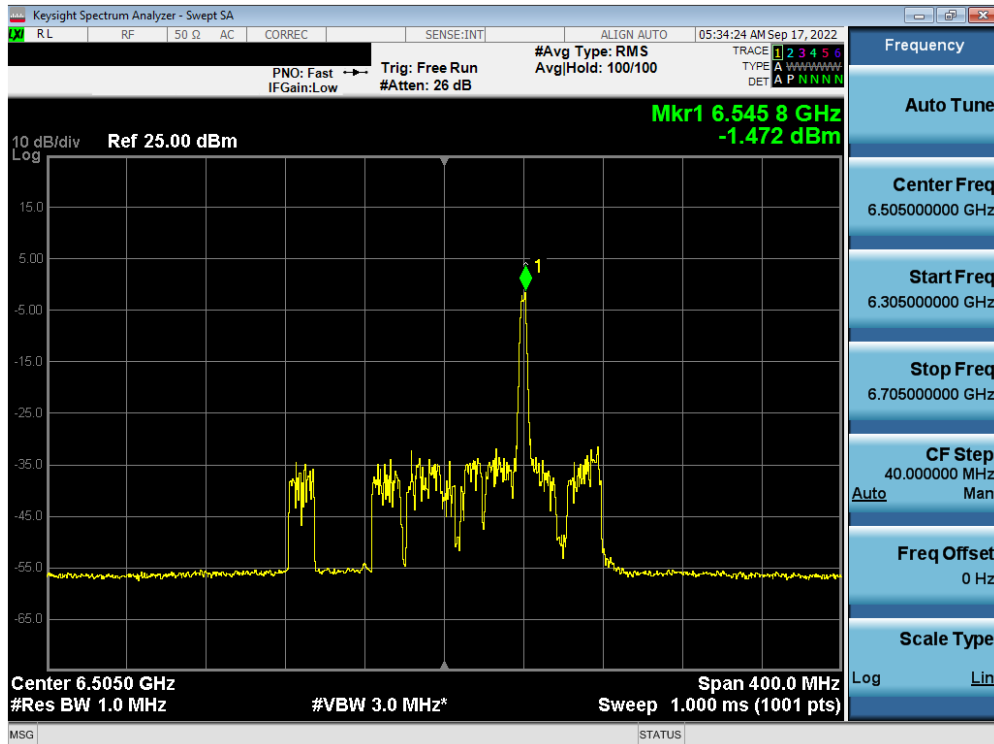 Keysight Spectrum Analyzer - Swept SA
LXI RL RF 50 Ω AC CORREC SENSE:INT ALIGN AUTO 05:34:24 AM Sep 17, 2022
PNO: Fast
IFGain:Low
Trig: Free Run
#Atten: 26 dB
#Avg Type: RMS
Avg|Hold: 100/100
TRACE 1 2 3 4 5 6
TYPE A WWWWW
DET A P N N N N
Mkr1 6.545 8 GHz
-1.472 dBm
10 dB/div Ref 25.00 dBm
Log
15.0
5.00
-5.00
-15.0
-25.0
-35.0
-45.0
-55.0
-65.0
1
Center 6.5050 GHz Span 400.0 MHz
#Res BW 1.0 MHz #VBW 3.0 MHz* Sweep 1.000 ms (1001 pts)
MSG STATUS
Frequency
Auto Tune
Center Freq
6.505000000 GHz
Start Freq
6.305000000 GHz
Stop Freq
6.705000000 GHz
CF Step
40.000000 MHz
Auto Man
Freq Offset
0 Hz
Scale Type
Log Lin